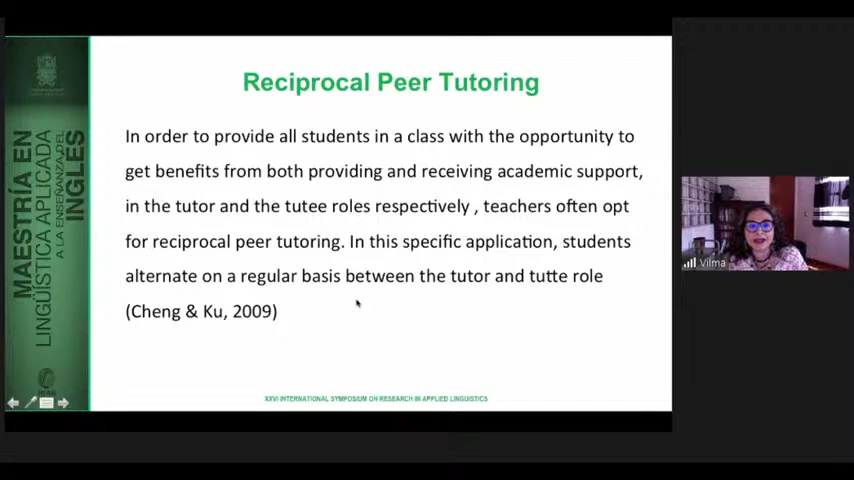 Reciprocal Peer Tutoring
In order to provide all students in a class with the opportunity to
get benefits from both providing and receiving academic support,
in the tutor and the tutee roles respectively , teachers often opt
for reciprocal peer tutoring. In this specific application, students
alternate on a regular basis between the tutor and tutte role
(Cheng & Ku, 2009)
XXVI INTERNATIONAL SYMPOSIUM ON RESEARCH IN APPLIED LINGUISTICS
MAESTRÍA EN
LINGÜÍSTICA APLICADA
A LA ENSEÑANZA DEL
INGLÉS
Vilma